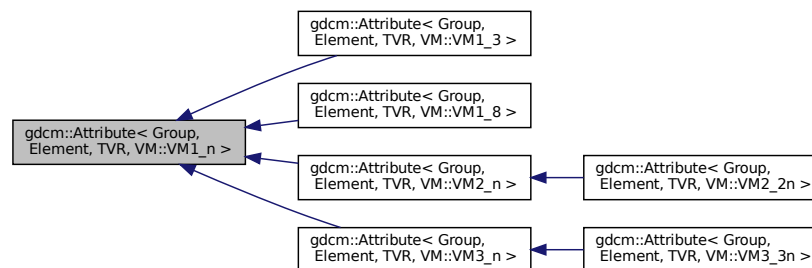 gdcm::Attribute< Group,
Element, TVR, VM::VM1_3 >
gdcm::Attribute< Group,
Element, TVR, VM::VM1_8 >
gdcm::Attribute< Group,
Element, TVR, VM::VM1_n >
gdcm::Attribute< Group,
Element, TVR, VM::VM2_n >
gdcm::Attribute< Group,
Element, TVR, VM::VM2_2n >
gdcm::Attribute< Group,
Element, TVR, VM::VM3_n >
gdcm::Attribute< Group,
Element, TVR, VM::VM3_3n >